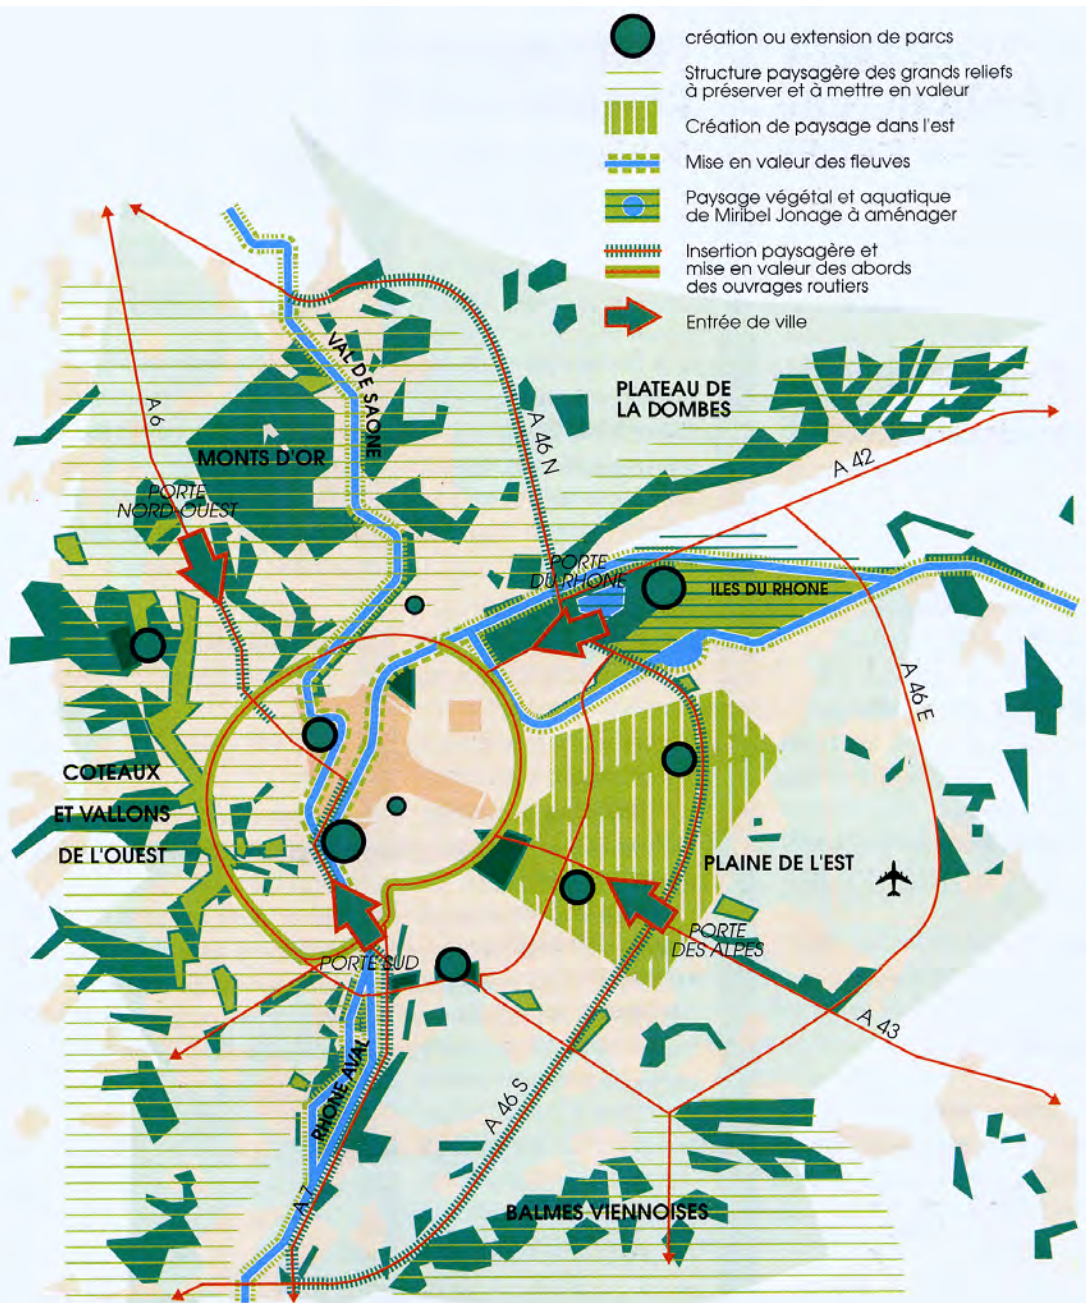 création ou extension de parcs
Structure paysagère des grands reliefs
à préserver et à mettre en valeur
Création de paysage dans l'est
Mise en valeur des fleuves
Paysage végétal et aquatique
de Miribel Jonage à aménager
Insertion paysagère et
mise en valeur des abords
des ouvrages routiers
Entrée de ville
VAL DE SAONE
PLATEAU DE
LA DOMBES
A 6
A 46 N
MONTS D'OR
A 42
PORTE
NORD-OUEST
PORTE
DU RHONE
ILES DU RHONE
A 46 E
COTEAUX
ET VALLONS
DE L'OUEST
PLAINE DE L'EST
PORTE
DES ALPES
PORTE SUD
A 43
RHONE AVAL
A 46 S
A 7
BALMES VIENNOISES